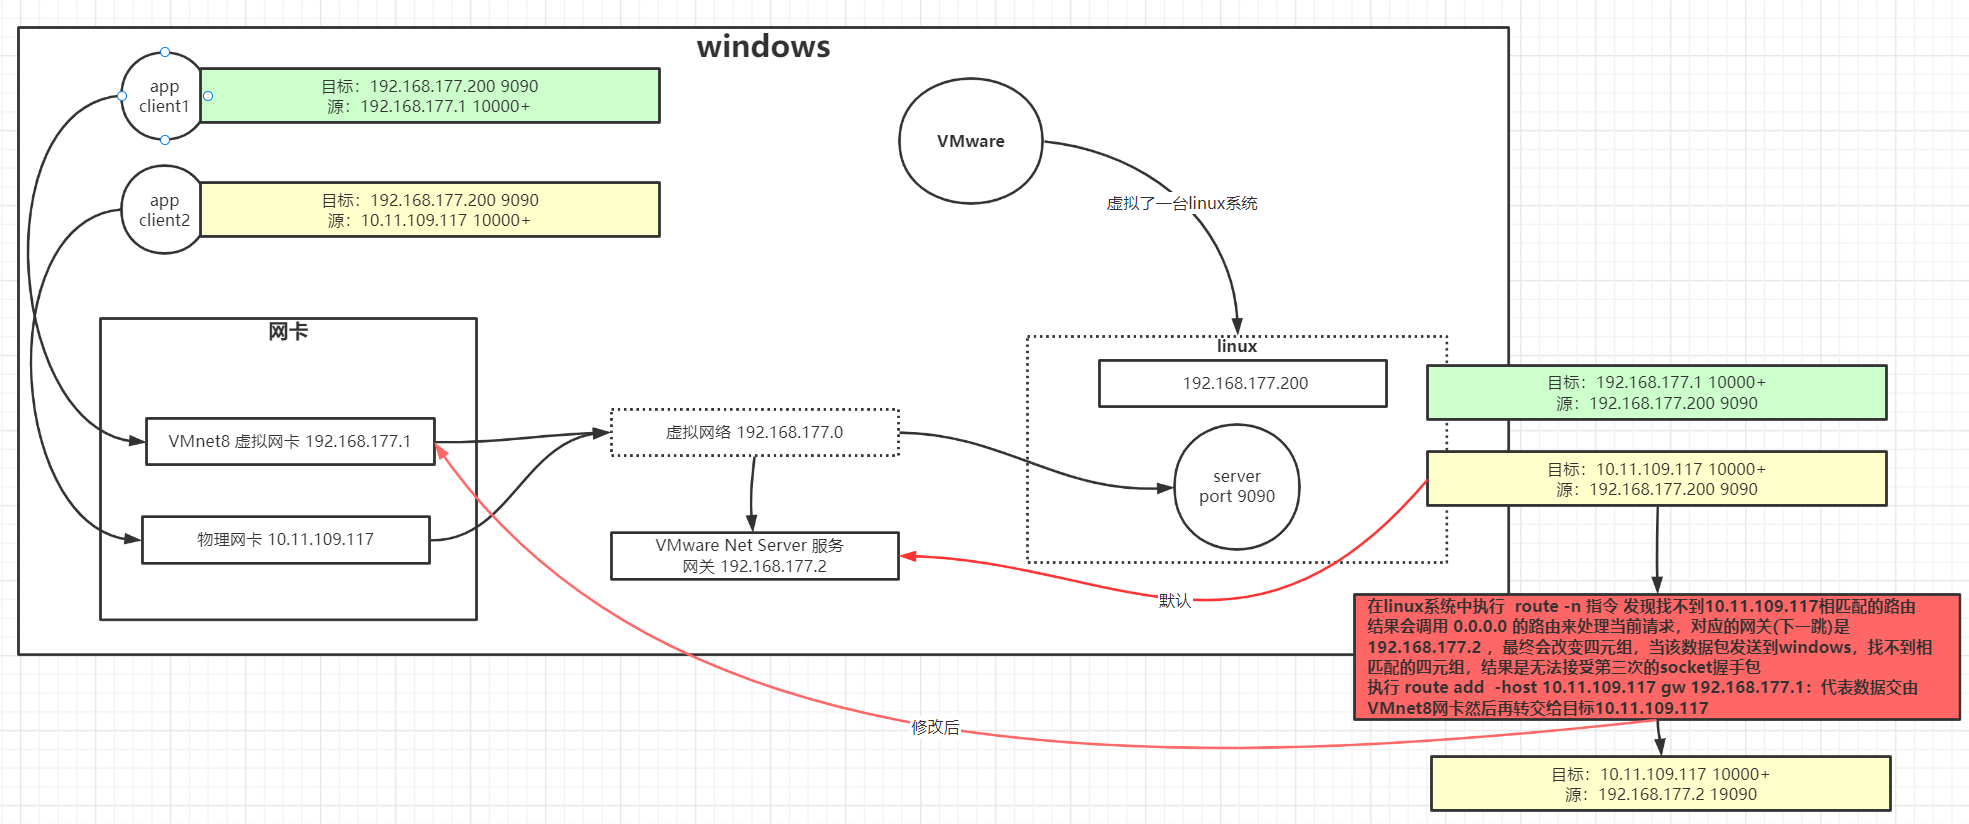 windows
app
client1
目标：192.168.177.200 9090
源：192.168.177.1 10000+
app
client2
目标：192.168.177.200 9090
源：10.11.109.117 10000+
VMware
虚拟了一台linux系统
网卡
VMnet8 虚拟网卡 192.168.177.1
物理网卡 10.11.109.117
虚拟网络 192.168.177.0
VMware Net Server 服务
网关 192.168.177.2
linux
192.168.177.200
server
port 9090
目标：192.168.177.1 10000+
源：192.168.177.200 9090
目标：10.11.109.117 10000+
源：192.168.177.200 9090
默认
在linux系统中执行 route -n 指令 发现找不到10.11.109.117相匹配的路由
结果会调用 0.0.0.0 的路由来处理当前请求，对应的网关(下一跳)是
192.168.177.2 ，最终会改变四元组，当该数据包发送到windows，找不到相
匹配的四元组，结果是无法接受第三次的socket握手包
执行 route add -host 10.11.109.117 gw 192.168.177.1：代表数据交由
VMnet8网卡然后再转交给目标10.11.109.117
修改后
目标：10.11.109.117 10000+
源：192.168.177.2 19090